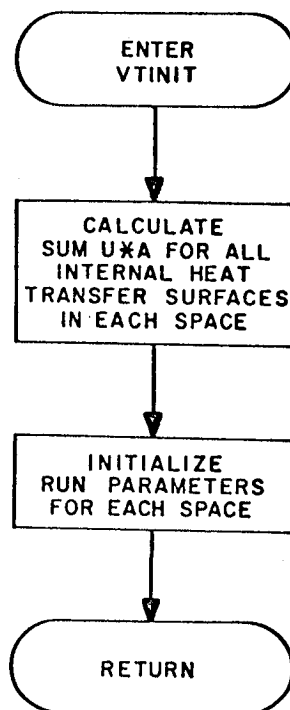 ENTER
VTINIT
CALCULATE
SUM U*A FOR ALL
INTERNAL HEAT
TRANSFER SURFACES
IN EACH SPACE
INITIALIZE
RUN PARAMETERS
FOR EACH SPACE
RETURN